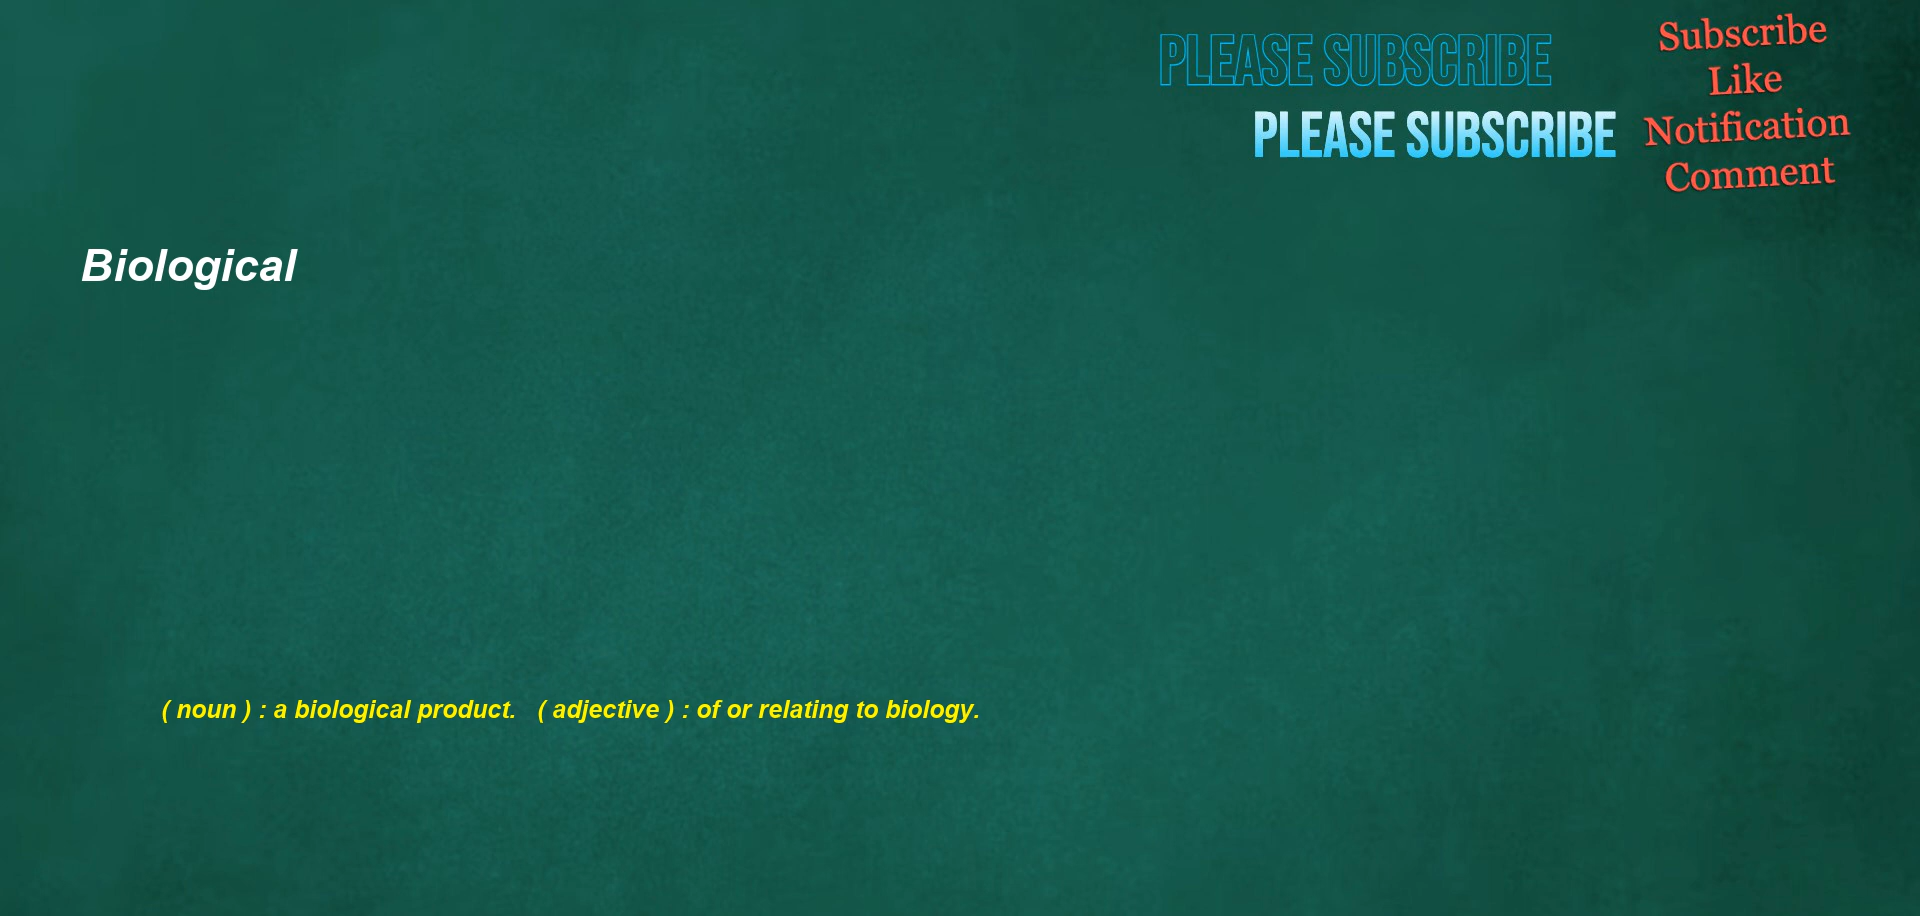 PLEASE SUBSCRIBE
PLEASE SUBSCRIBE
Subscribe
Like
Notification
Comment
Biological
( noun ) : a biological product.   ( adjective ) : of or relating to biology.